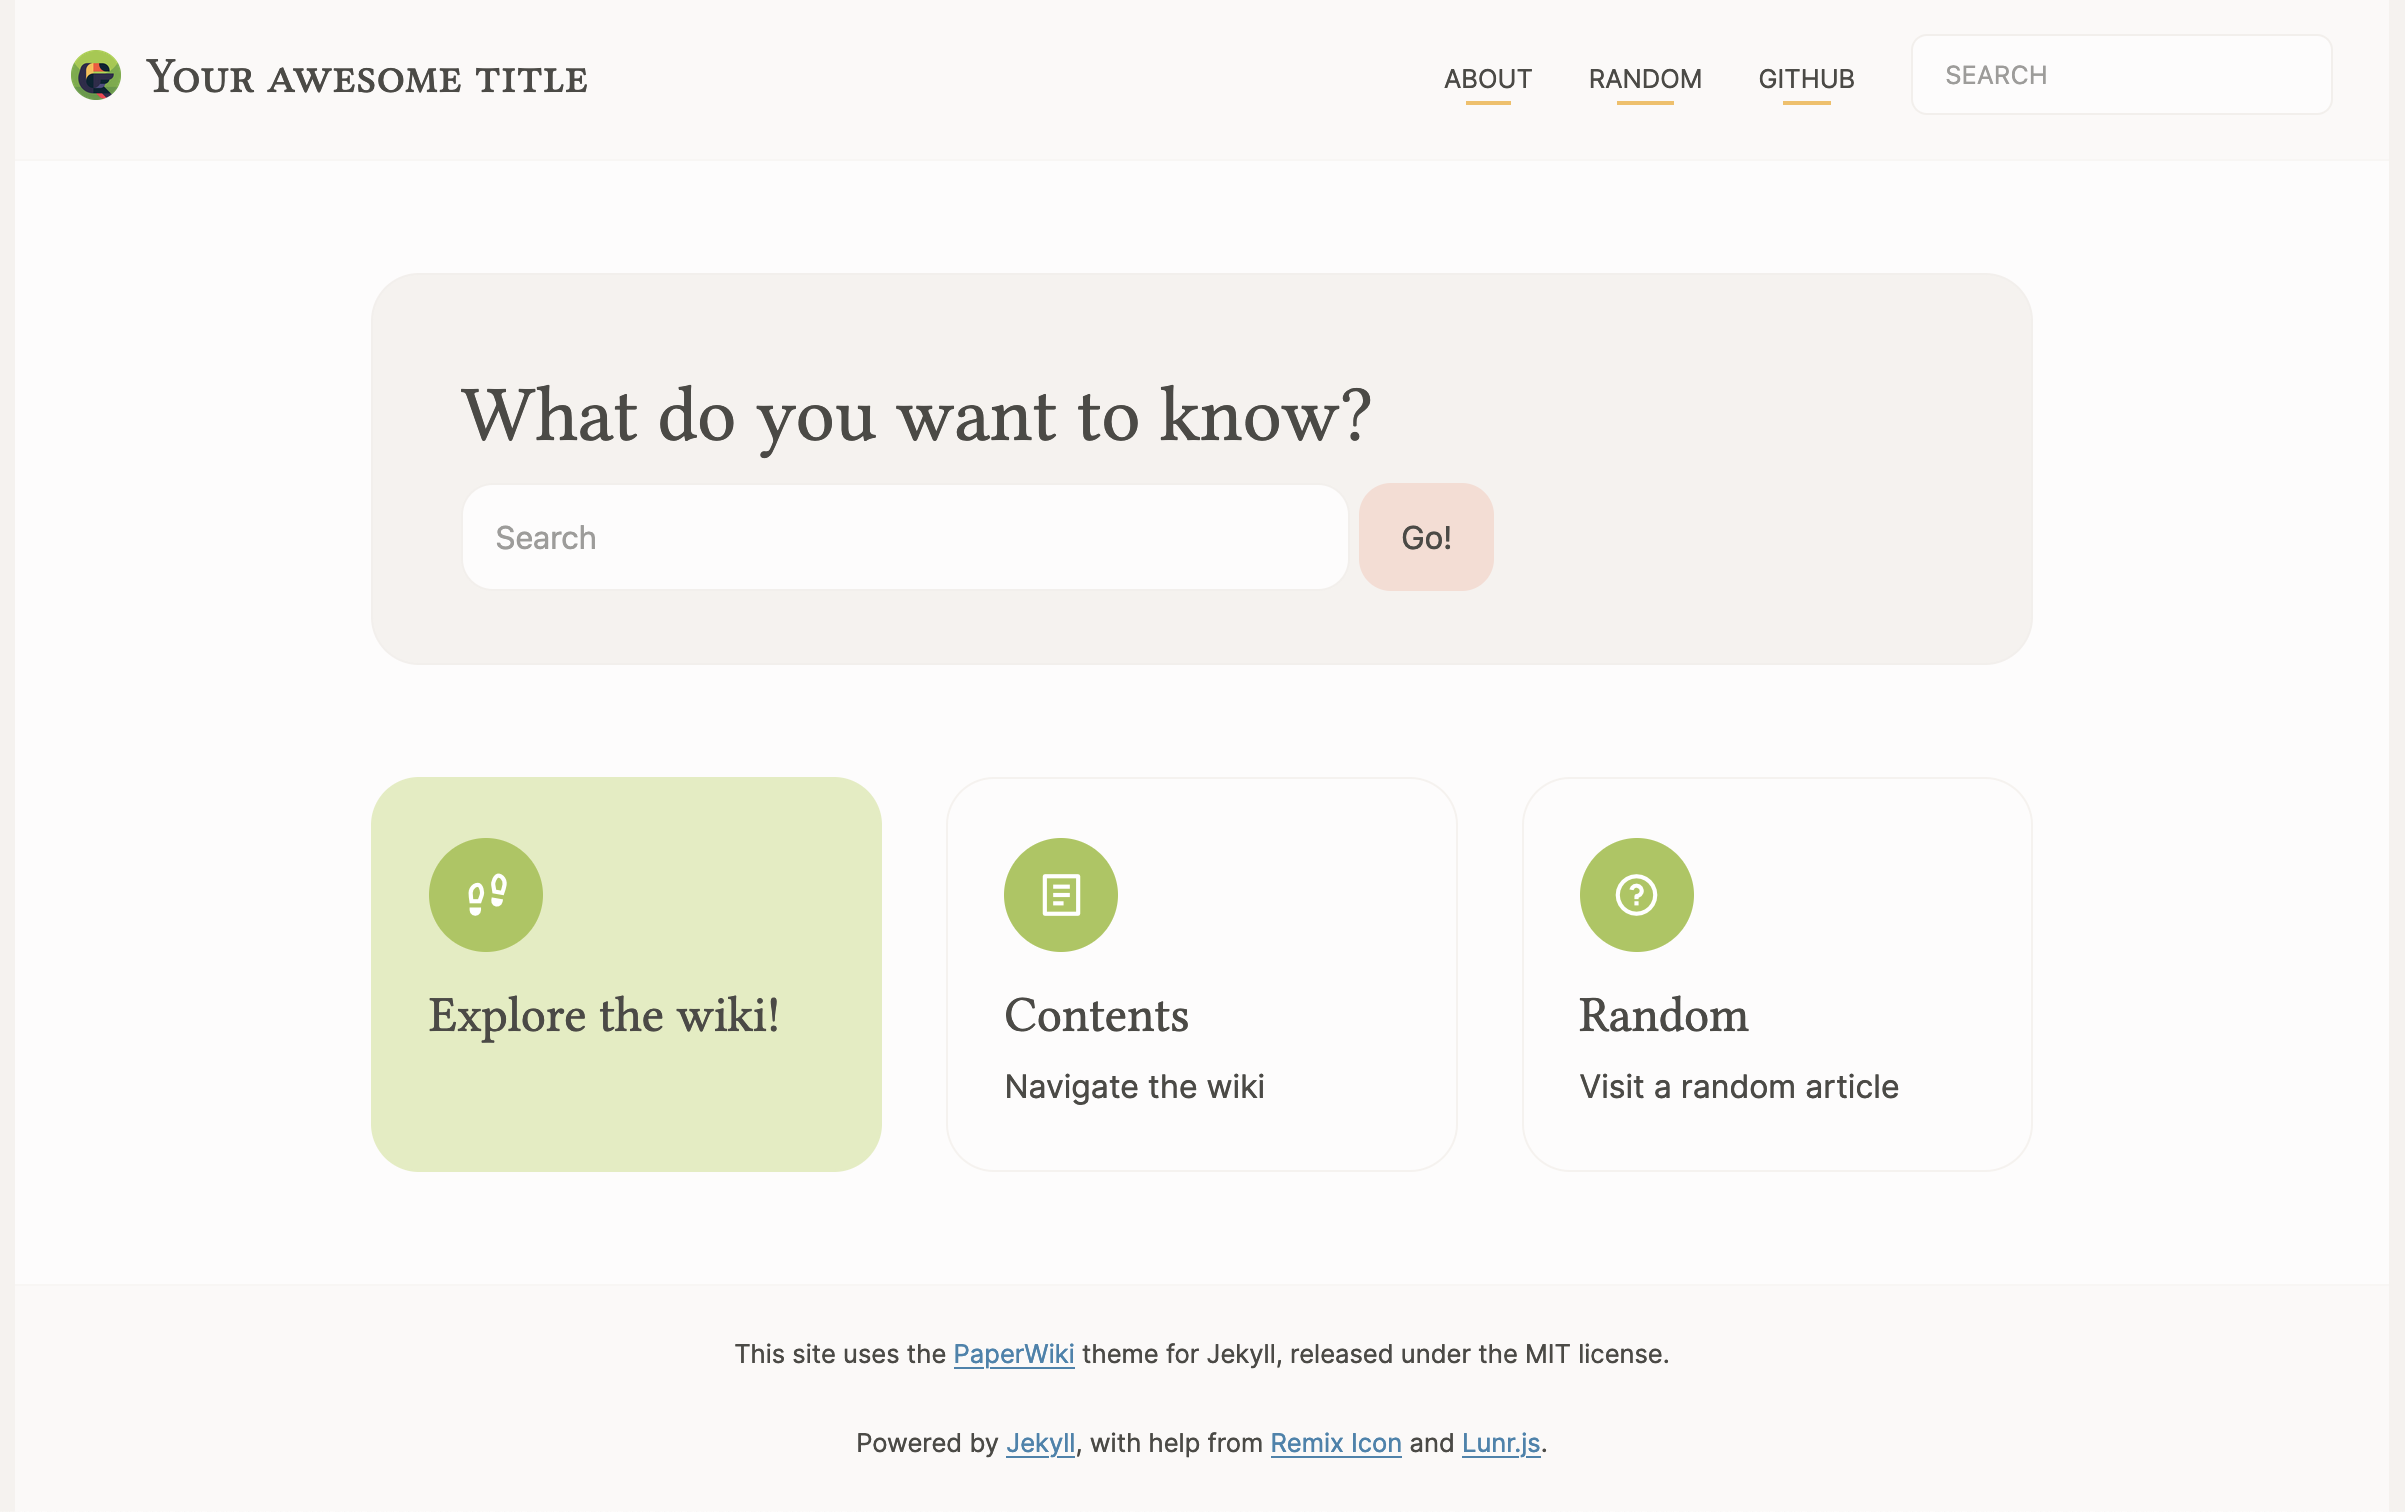 Your awesome title
ABOUT
RANDOM
GITHUB
SEARCH
What do you want to know?
Search
Go!
Explore the wiki!
Contents
Navigate the wiki
Random
Visit a random article
This site uses the PaperWiki theme for Jekyll, released under the MIT license.
Powered by Jekyll, with help from Remix Icon and Lunr.js.